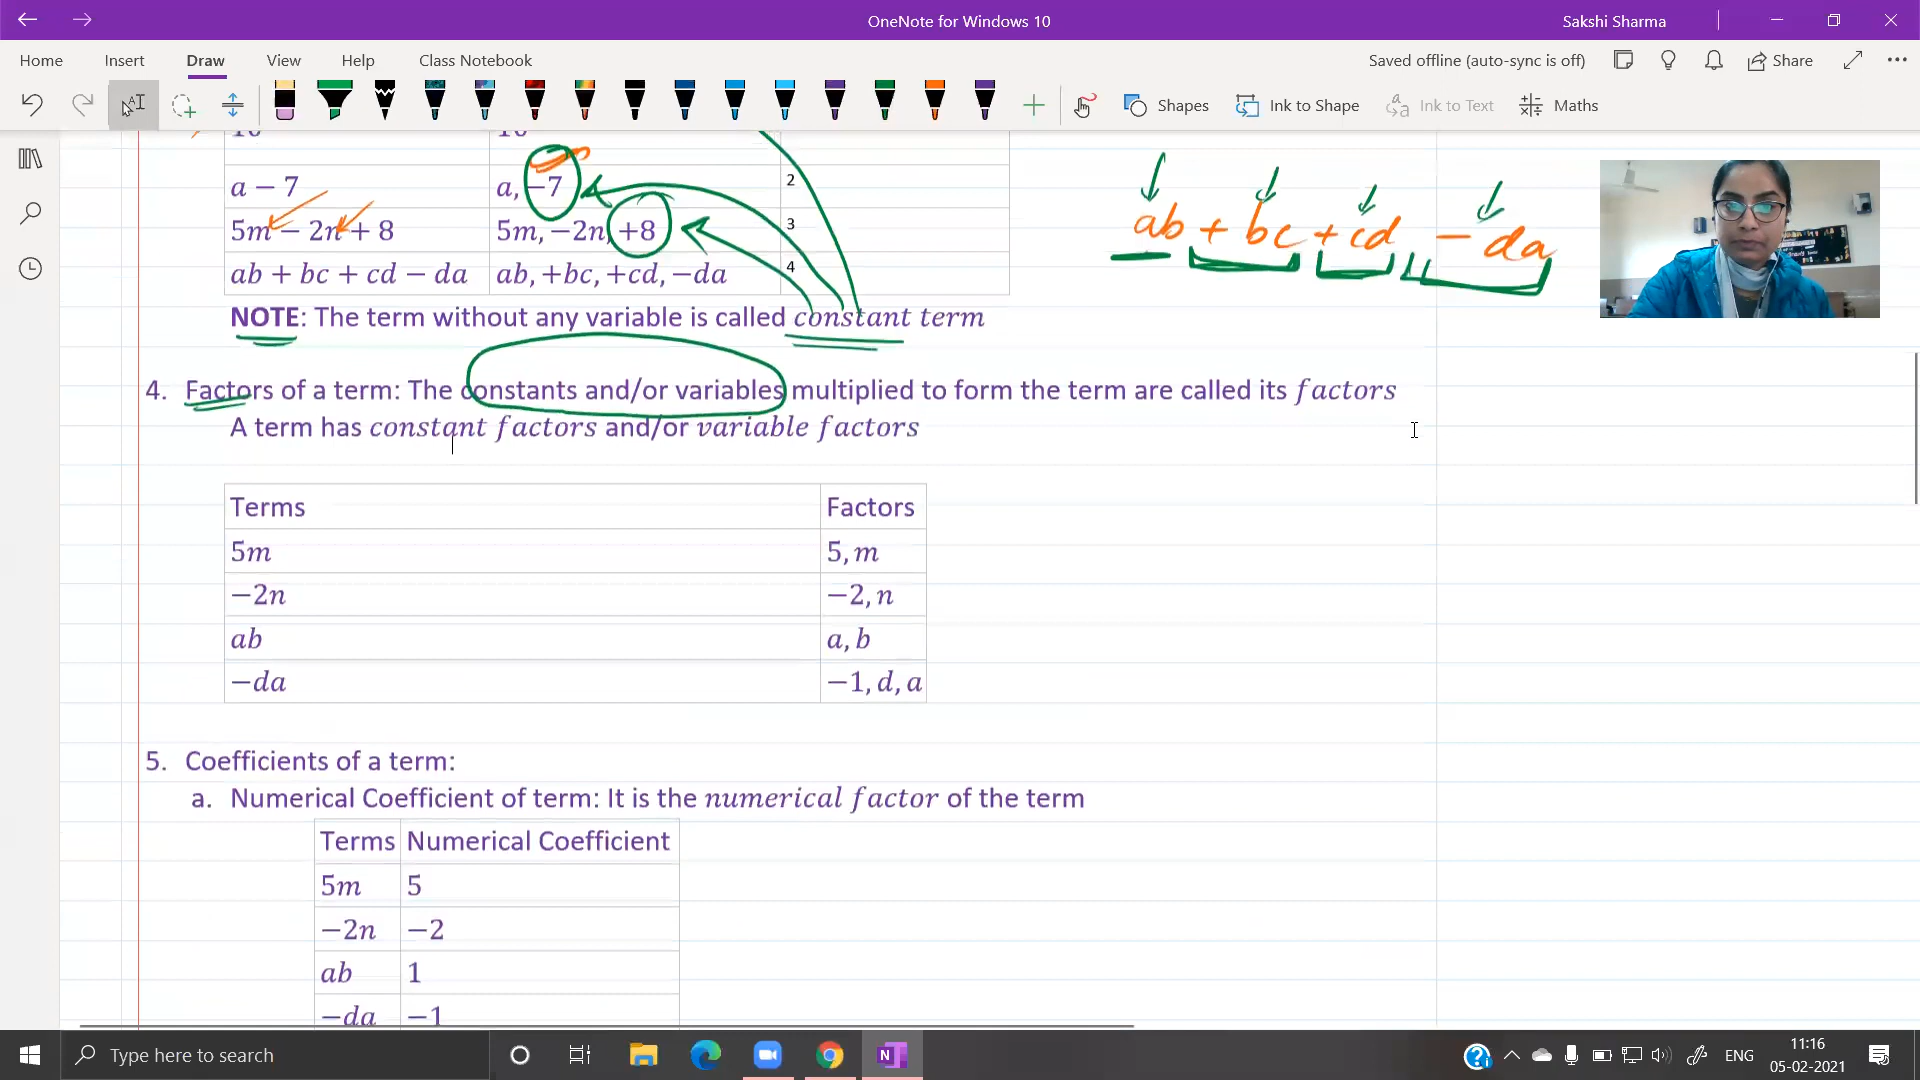 OneNote for Windows 10
Sakshi Sharma
Home Insert Draw View Help Class Notebook
Saved offline (auto-sync is off)
Share
Shapes Ink to Shape Ink to Text Maths
a − 7 a, −7 2
5m − 2n + 8 5m, −2n, +8 3
ab + bc + cd − da ab, +bc, +cd, −da 4
ab + bc + cd − da
NOTE: The term without any variable is called constant term
4. Factors of a term: The constants and/or variables multiplied to form the term are called its factors
A term has constant factors and/or variable factors
Terms Factors
5m 5, m
−2n −2, n
ab a, b
−da −1, d, a
5. Coefficients of a term:
a. Numerical Coefficient of term: It is the numerical factor of the term
Terms Numerical Coefficient
5m 5
−2n −2
ab 1
−da −1
Type here to search
ENG
11:16
05-02-2021